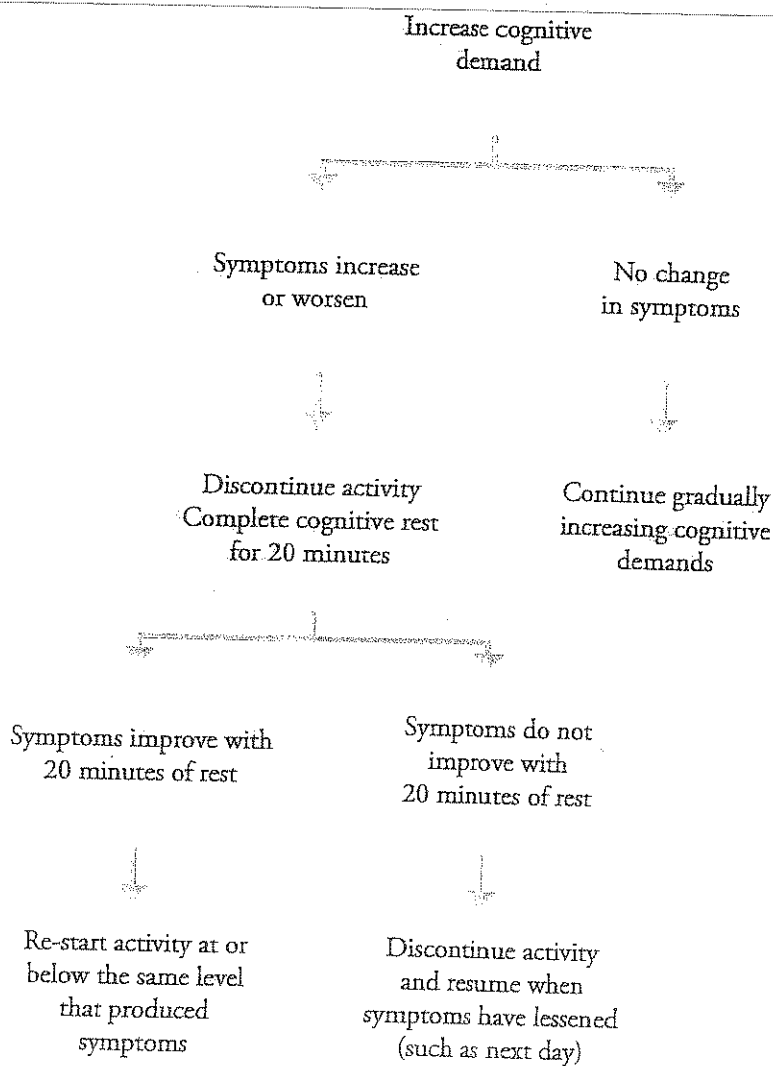 Increase cognitive
demand
Symptoms increase
or worsen
No change
in symptoms
Discontinue activity
Complete cognitive rest
for 20 minutes
Continue gradually
increasing cognitive
demands
Symptoms improve with
20 minutes of rest
Symptoms do not
improve with
20 minutes of rest
Re-start activity at or
below the same level
that produced
symptoms
Discontinue activity
and resume when
symptoms have lessened
(such as next day)